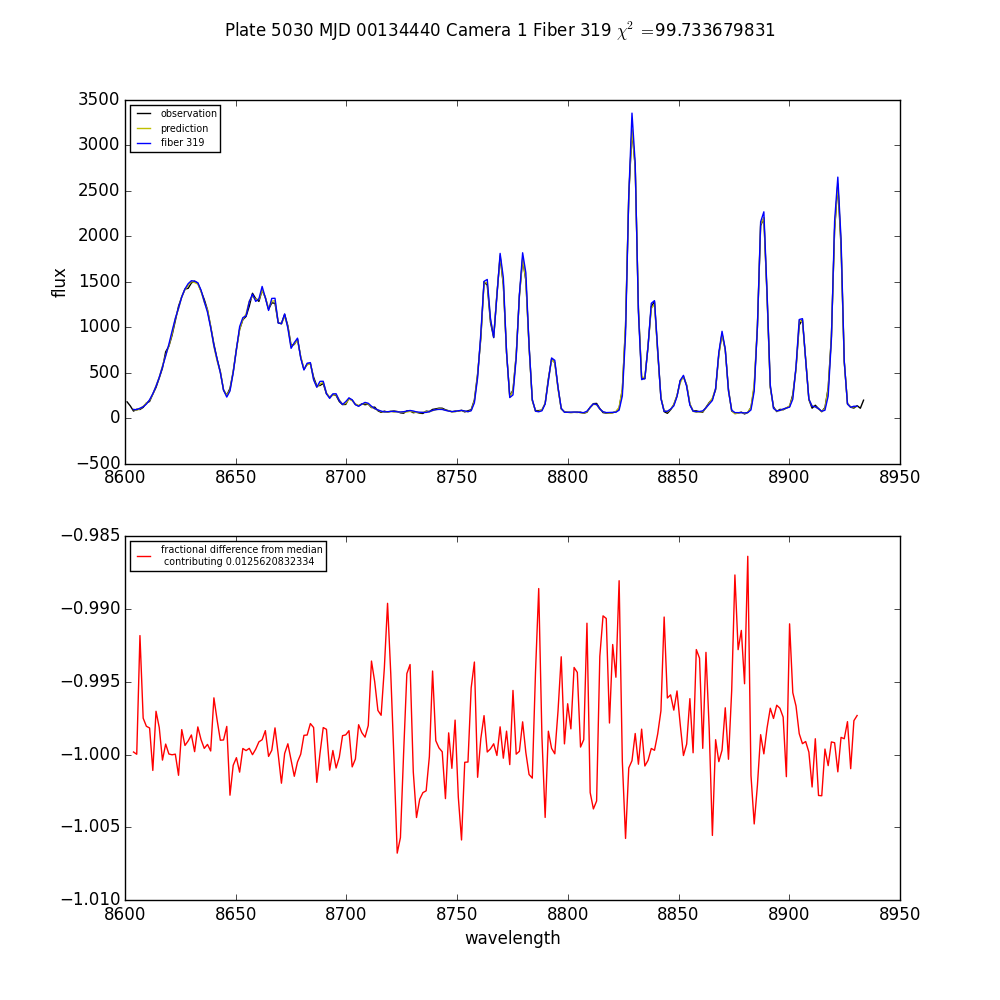 Plate 5030 MJD 00134440 Camera 1 Fiber 319 χ² =99.733679831
3500
3000
2500
2000
1500
1000
500
0
−500
flux
observation
prediction
fiber 319
8600 8650 8700 8750 8800 8850 8900 8950
−0.985
−0.990
−0.995
−1.000
−1.005
−1.010
fractional difference from median
contributing 0.0125620832334
8600 8650 8700 8750 8800 8850 8900 8950
wavelength